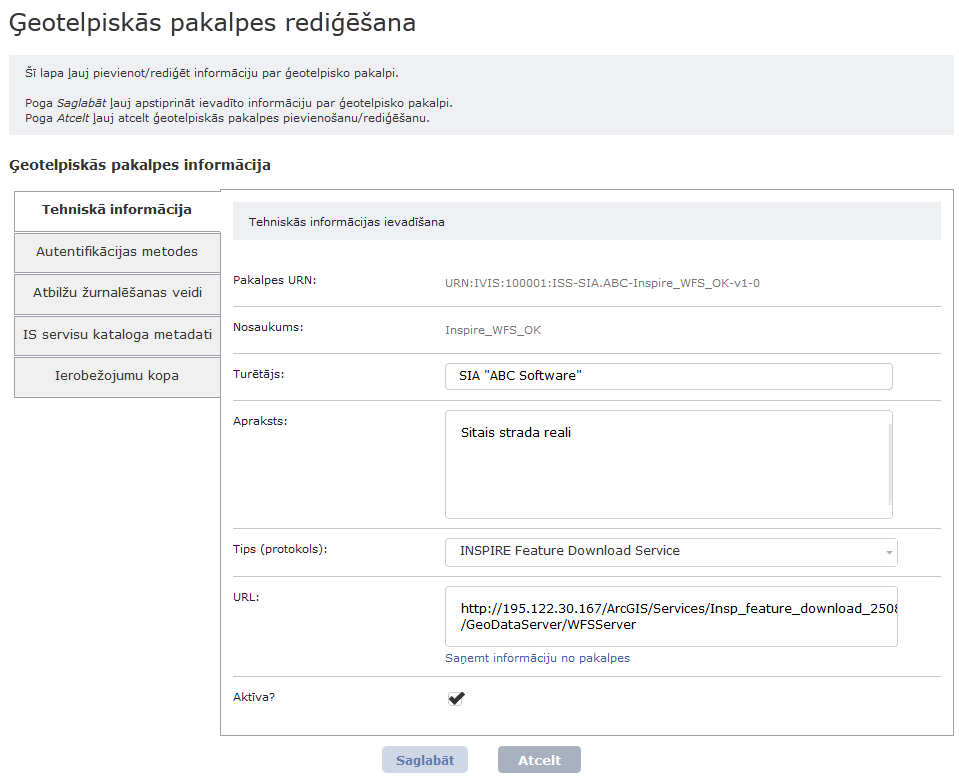 Ģeotelpiskās pakalpes rediģēšana
Šī lapa ļauj pievienot/rediģēt informāciju par ģeotelpisko pakalpi.
Poga Saglabāt ļauj apstiprināt ievadīto informāciju par ģeotelpisko pakalpi.
Poga Atcelt ļauj atcelt ģeotelpiskās pakalpes pievienošanu/rediģēšanu.
Ģeotelpiskās pakalpes informācija
Tehniskā informācija
Autentifikācijas metodes
Atbilžu žurnalēšanas veidi
IS servisu kataloga metadati
Ierobežojumu kopa
Tehniskās informācijas ievadīšana
Pakalpes URN:
URN:IVIS:100001:ISS-SIA.ABC-Inspire_WFS_OK-v1-0
Nosaukums:
Inspire_WFS_OK
Turētājs:
SIA "ABC Software"
Apraksts:
Sitais strada reali
Tips (protokols):
INSPIRE Feature Download Service
URL:
http://195.122.30.167/ArcGIS/Services/Insp_feature_download_2508
/GeoDataServer/WFSServer
Saņemt informāciju no pakalpes
Aktīva?
Saglabāt
Atcelt